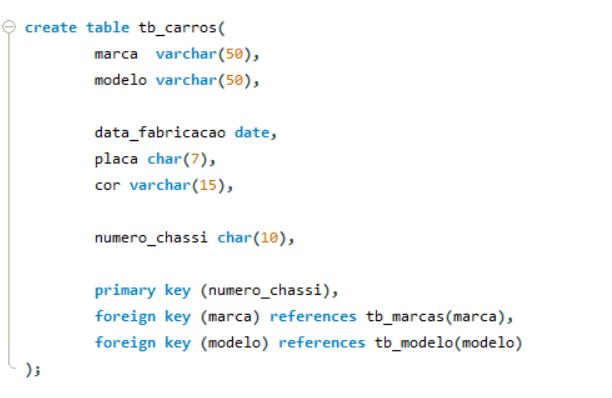 create table tb_carros(
marca  varchar(50),
modelo varchar(50),
data_fabricacao date,
placa char(7),
cor varchar(15),
numero_chassi char(10),
primary key (numero_chassi),
foreign key (marca) references tb_marcas(marca),
foreign key (modelo) references tb_modelo(modelo)
);